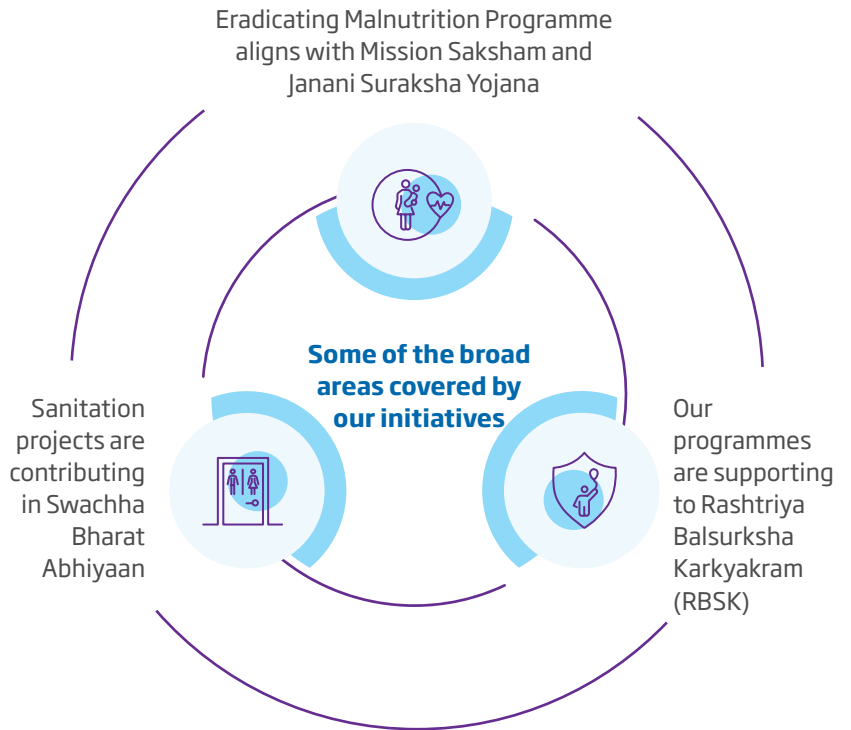 Eradicating Malnutrition Programme
aligns with Mission Saksham and
Janani Suraksha Yojana
Some of the broad
areas covered by
our initiatives
Sanitation
projects are
contributing
in Swachha
Bharat
Abhiyaan
Our
programmes
are supporting
to Rashtriya
Balsurksha
Karkyakram
(RBSK)